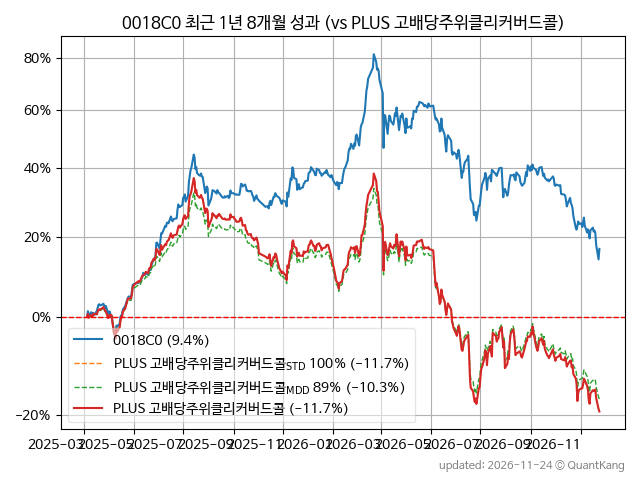 0018C0 최근 1년 8개월 성과 (vs PLUS 고배당주위클리커버드콜)
80%
60%
40%
20%
0%
−20%
0018C0 (9.4%)
PLUS 고배당주위클리커버드콜STD 100% (−11.7%)
PLUS 고배당주위클리커버드콜MDD 89% (−10.3%)
PLUS 고배당주위클리커버드콜 (−11.7%)
2025-03 2025-05 2025-07 2025-09 2025-11 2026-01 2026-03 2026-05 2026-07 2026-09 2026-11
updated: 2026-11-24 © QuantKang